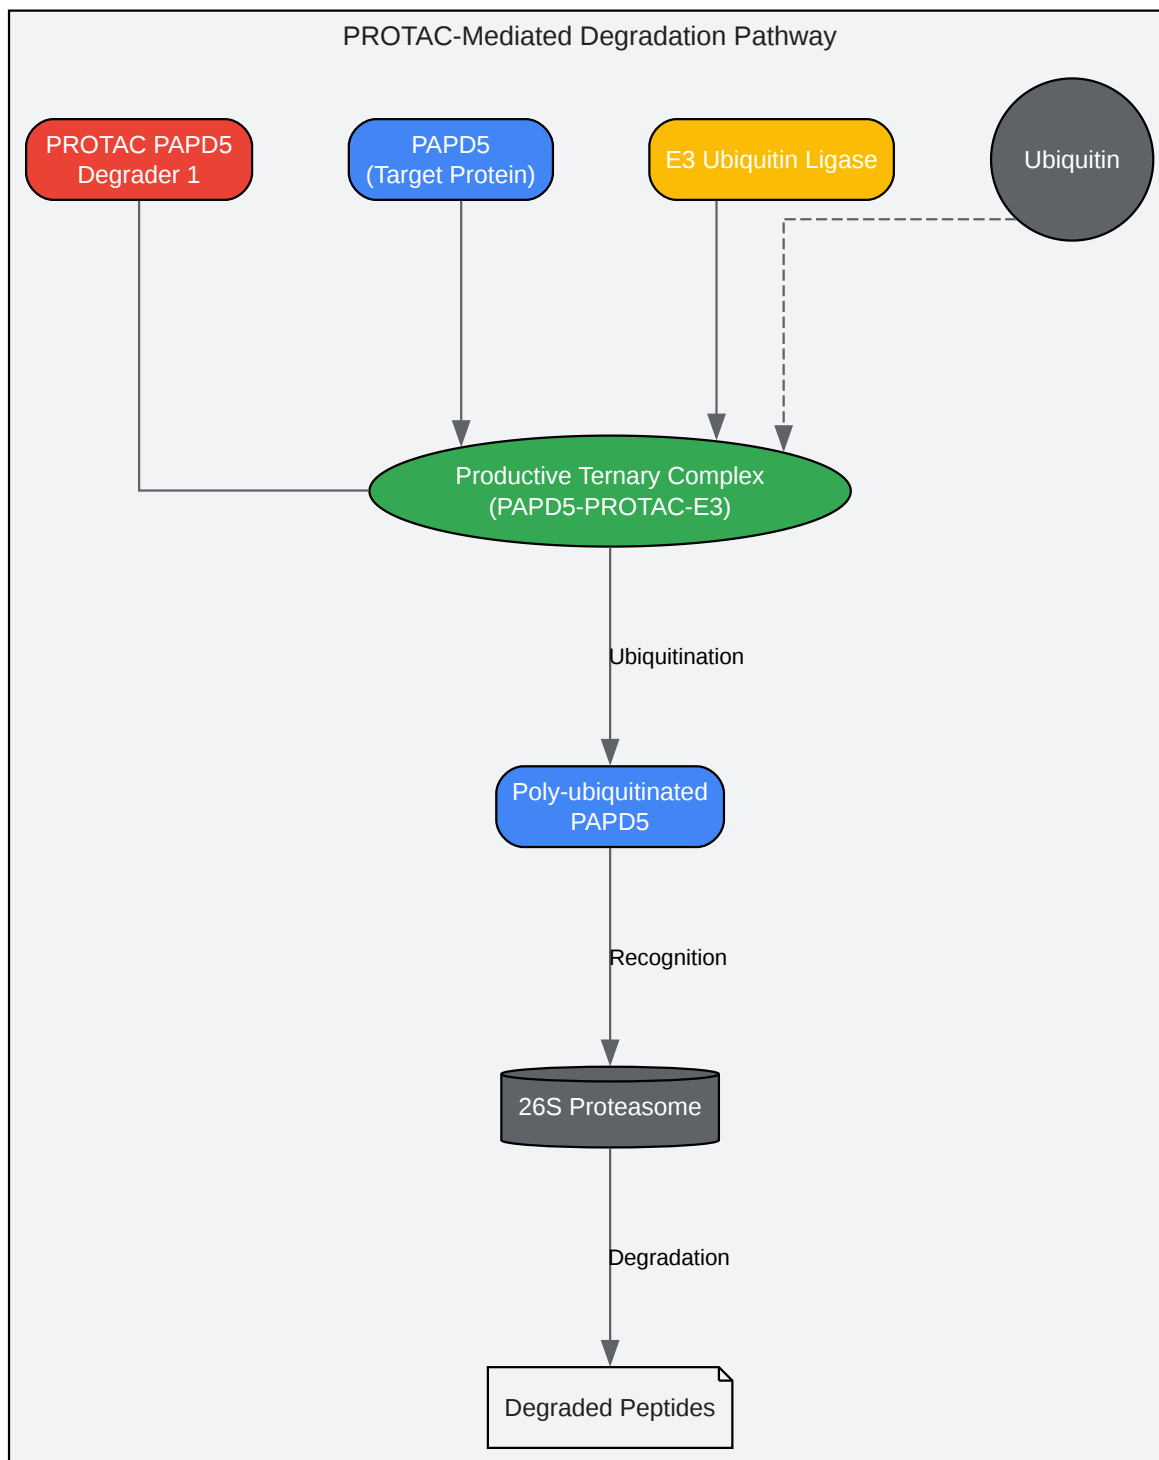 PROTAC-Mediated Degradation Pathway
PROTAC PAPD5
Degrader 1
PAPD5
(Target Protein)
E3 Ubiquitin Ligase
Ubiquitin
Productive Ternary Complex
(PAPD5-PROTAC-E3)
Ubiquitination
Poly-ubiquitinated
PAPD5
Recognition
26S Proteasome
Degradation
Degraded Peptides